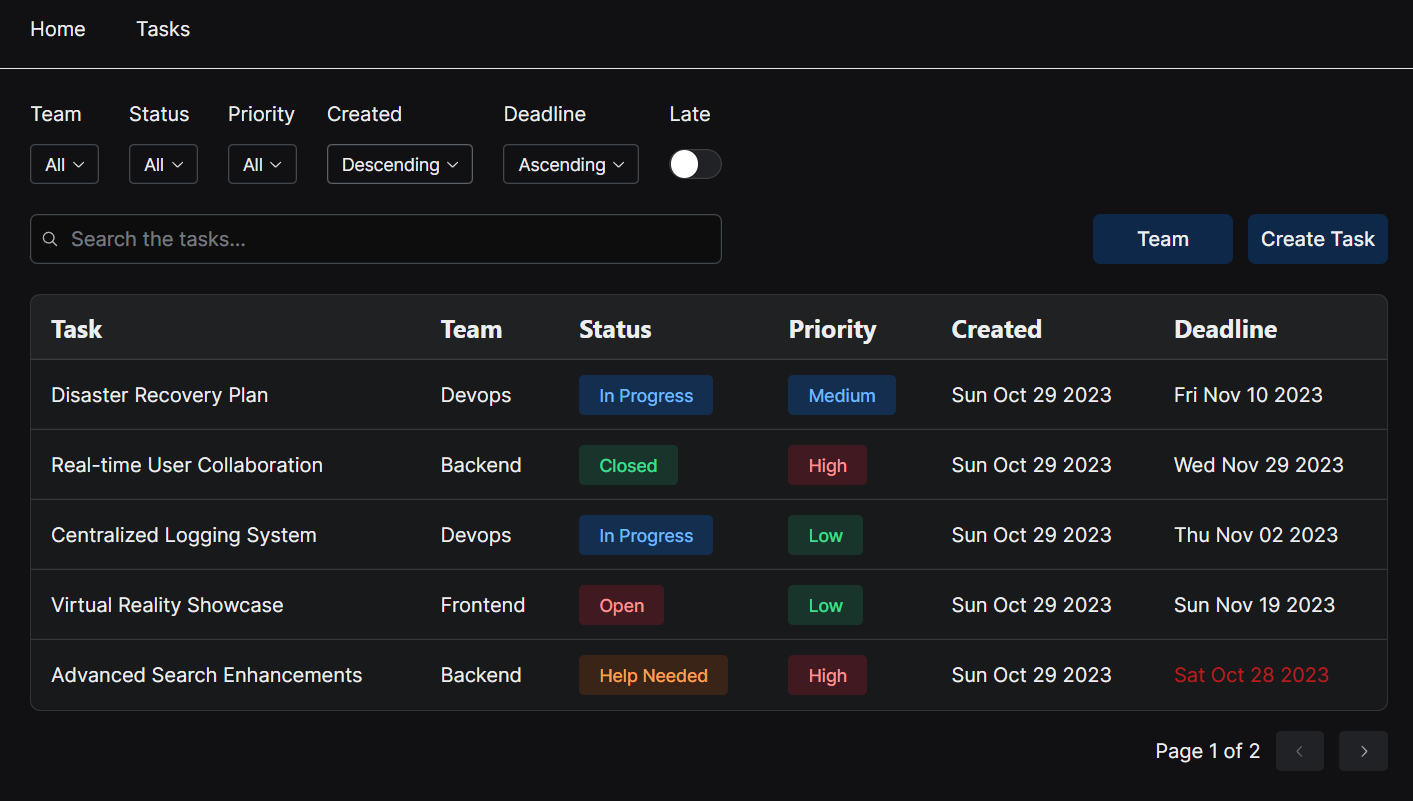 Home Tasks
Team Status Priority Created Deadline Late
All All All Descending Ascending
Search the tasks...
Team Create Task
Task Team Status Priority Created Deadline
Disaster Recovery Plan Devops In Progress Medium Sun Oct 29 2023 Fri Nov 10 2023
Real-time User Collaboration Backend Closed High Sun Oct 29 2023 Wed Nov 29 2023
Centralized Logging System Devops In Progress Low Sun Oct 29 2023 Thu Nov 02 2023
Virtual Reality Showcase Frontend Open Low Sun Oct 29 2023 Sun Nov 19 2023
Advanced Search Enhancements Backend Help Needed High Sun Oct 29 2023 Sat Oct 28 2023
Page 1 of 2